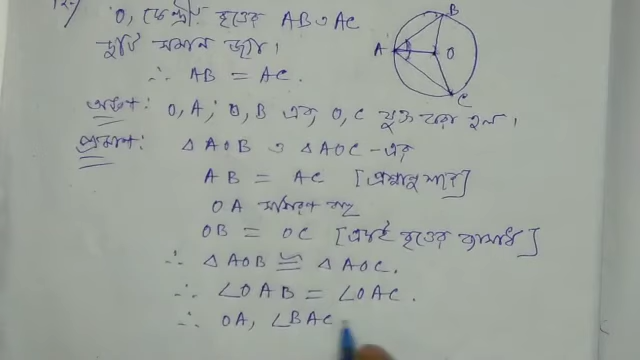 O, কেন্দ্রীয় বৃত্তের AB ও AC
দুটি সমান জ্যা।
∴ AB = AC.
অঙ্কন: O, A; O, B এবং O, C যুক্ত করা হল।
প্রমাণ: △AOB ও △AOC-এর
AB = AC [প্রশ্নানুসারে]
OA সাধারণ বাহু
OB = OC [একই বৃত্তের ব্যাসার্ধ]
∴ △AOB ≅ △AOC.
∴ ∠OAB = ∠OAC.
∴ OA, ∠BAC
A
B
O
C